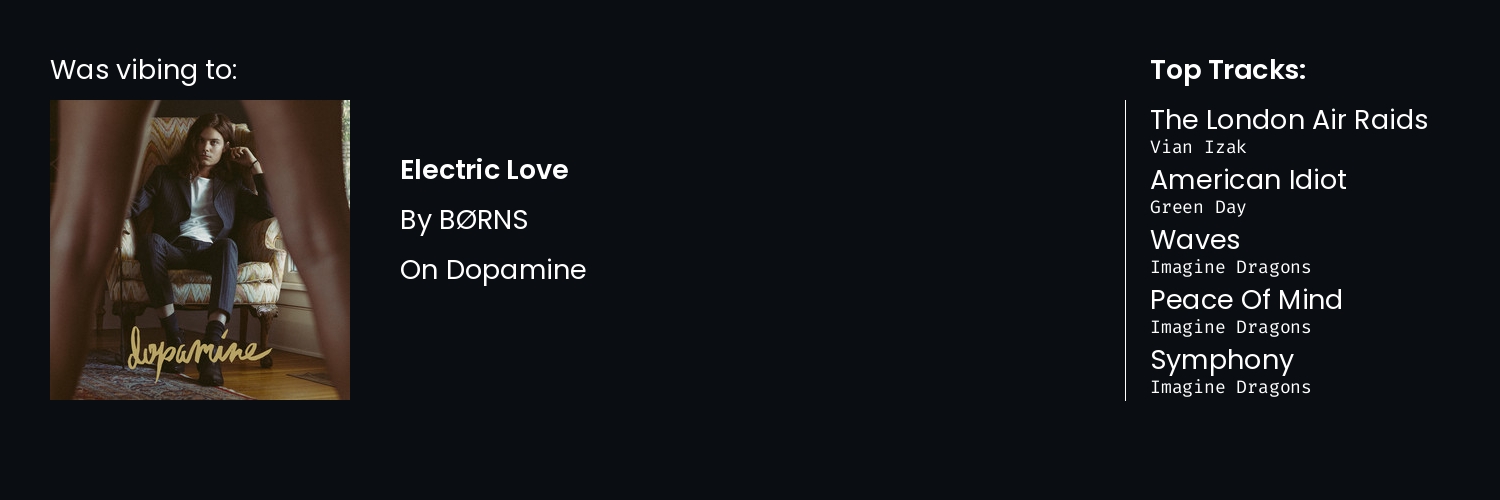 Was vibing to:
dopamine
Electric Love
By BØRNS
On Dopamine
Top Tracks:
The London Air Raids
Vian Izak
American Idiot
Green Day
Waves
Imagine Dragons
Peace Of Mind
Imagine Dragons
Symphony
Imagine Dragons